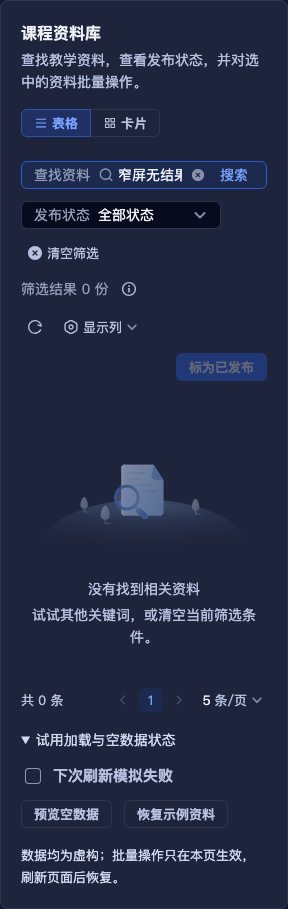 课程资料库
查找教学资料，查看发布状态，并对选
中的资料批量操作。
表格 卡片
查找资料 窄屏无结果 搜索
发布状态 全部状态
清空筛选
筛选结果 0 份
显示列
标为已发布
没有找到相关资料
试试其他关键词，或清空当前筛选条
件。
共 0 条 1 5 条/页
试用加载与空数据状态
下次刷新模拟失败
预览空数据 恢复示例资料
数据均为虚构；批量操作只在本页生效，
刷新页面后恢复。